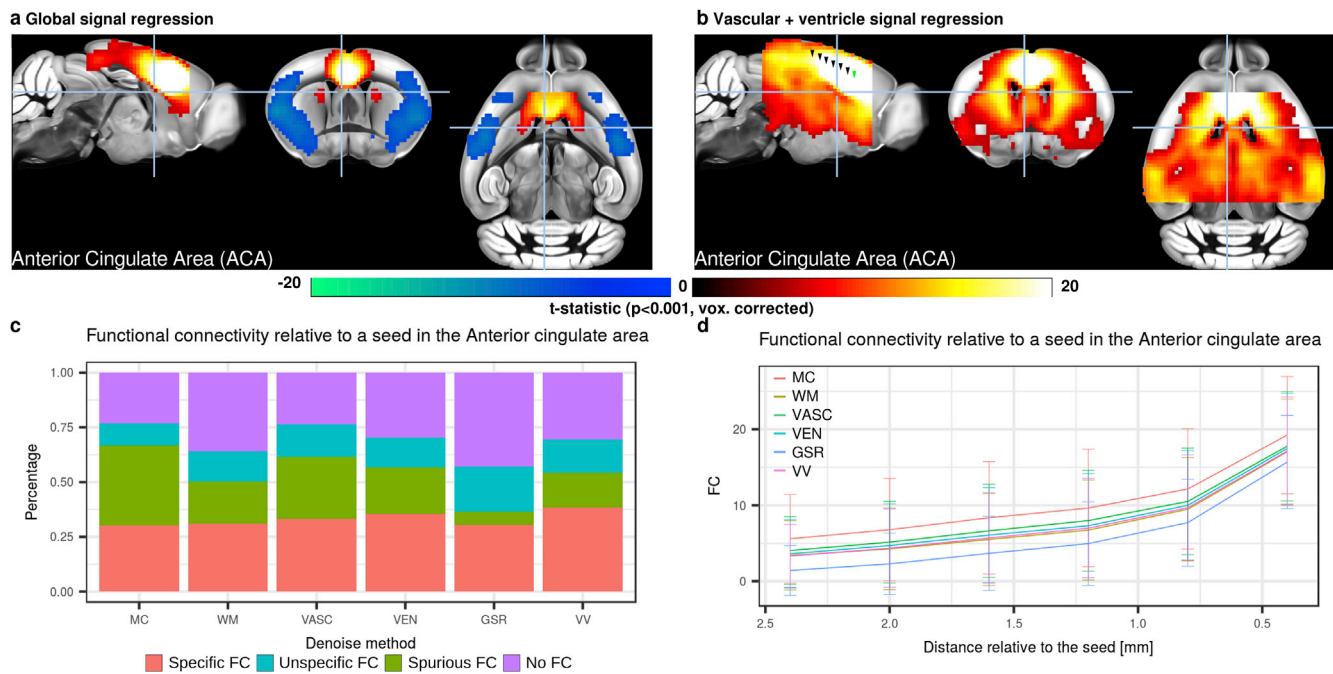 a Global signal regression
b Vascular + ventricle signal regression
Anterior Cingulate Area (ACA)
Anterior Cingulate Area (ACA)
-20
0
20
t-statistic (p<0.001, vox. corrected)
c
Functional connectivity relative to a seed in the Anterior cingulate area
Percentage
1.00
0.75
0.50
0.25
0.00
MC
WM
VASC
VEN
GSR
VV
Denoise method
Specific FC
Unspecific FC
Spurious FC
No FC
d
Functional connectivity relative to a seed in the Anterior cingulate area
MC
WM
VASC
VEN
GSR
VV
FC
20
10
0
2.5
2.0
1.5
1.0
0.5
Distance relative to the seed [mm]